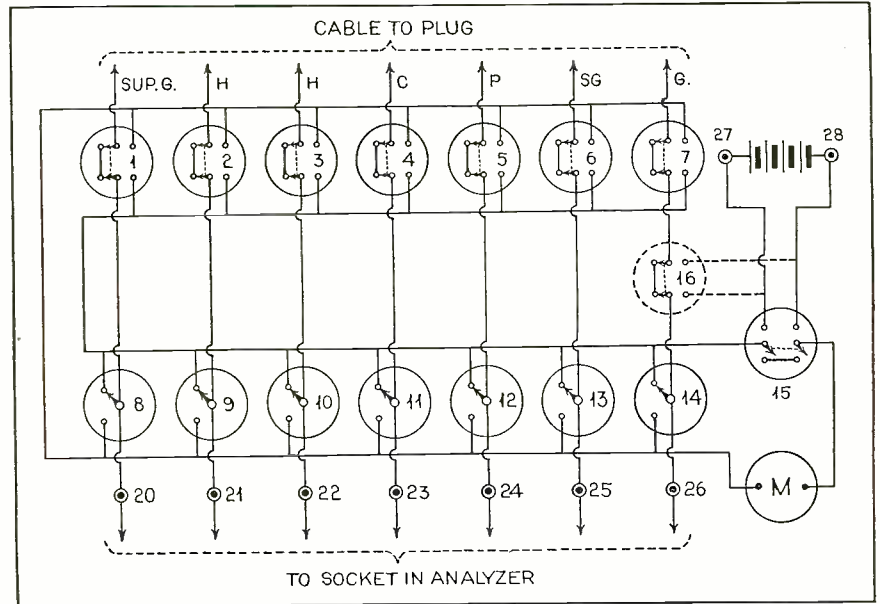 CABLE TO PLUG
SUP. G. H H C P SG G.
27 28
1 2 3 4 5 6 7
16
15
8 9 10 11 12 13 14
M
20 21 22 23 24 25 26
TO SOCKET IN ANALYZER